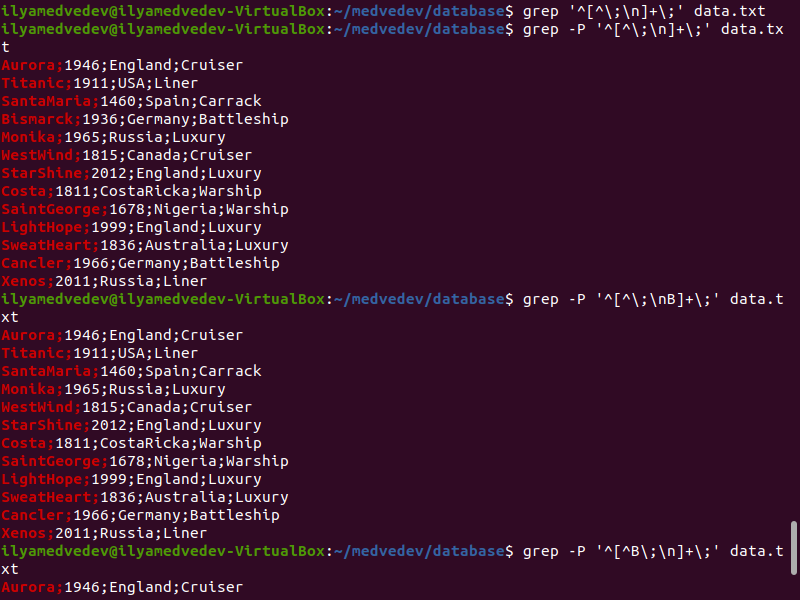 ilyamedvedev@ilyamedvedev-VirtualBox:~/medvedev/database$ grep '^[^\;\n]+\;' data.txt
ilyamedvedev@ilyamedvedev-VirtualBox:~/medvedev/database$ grep -P '^[^\;\n]+\;' data.tx
t
Aurora;1946;England;Cruiser
Titanic;1911;USA;Liner
SantaMaria;1460;Spain;Carrack
Bismarck;1936;Germany;Battleship
Monika;1965;Russia;Luxury
WestWind;1815;Canada;Cruiser
StarShine;2012;England;Luxury
Costa;1811;CostaRicka;Warship
SaintGeorge;1678;Nigeria;Warship
LightHope;1999;England;Luxury
SweatHeart;1836;Australia;Luxury
Cancler;1966;Germany;Battleship
Xenos;2011;Russia;Liner
ilyamedvedev@ilyamedvedev-VirtualBox:~/medvedev/database$ grep -P '^[^\;\nB]+\;' data.t
xt
Aurora;1946;England;Cruiser
Titanic;1911;USA;Liner
SantaMaria;1460;Spain;Carrack
Monika;1965;Russia;Luxury
WestWind;1815;Canada;Cruiser
StarShine;2012;England;Luxury
Costa;1811;CostaRicka;Warship
SaintGeorge;1678;Nigeria;Warship
LightHope;1999;England;Luxury
SweatHeart;1836;Australia;Luxury
Cancler;1966;Germany;Battleship
Xenos;2011;Russia;Liner
ilyamedvedev@ilyamedvedev-VirtualBox:~/medvedev/database$ grep -P '^[^B\;\n]+\;' data.t
xt
Aurora;1946;England;Cruiser